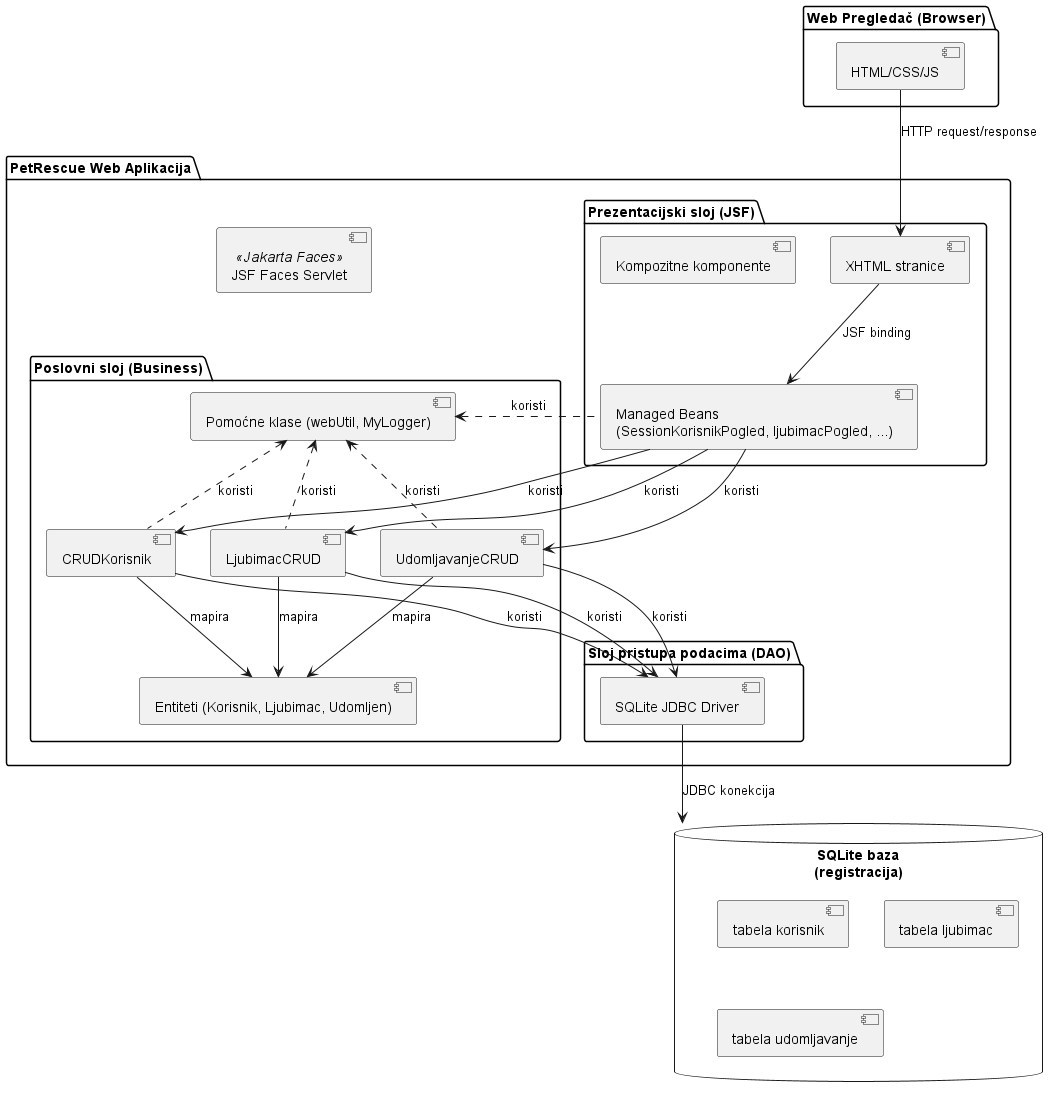 Web Pregledač (Browser)
HTML/CSS/JS
HTTP request/response
PetRescue Web Aplikacija
«Jakarta Faces»
JSF Faces Servlet
Prezentacijski sloj (JSF)
Kompozitne komponente
XHTML stranice
JSF binding
Managed Beans
(SessionKorisnikPogled, ljubimacPogled, ...)
koristi
Poslovni sloj (Business)
Pomoćne klase (webUtil, MyLogger)
koristi
koristi
koristi
koristi
koristi
koristi
CRUDKorisnik
LjubimacCRUD
UdomljavanjeCRUD
mapira
mapira
mapira
koristi
koristi
koristi
Entiteti (Korisnik, Ljubimac, Udomljen)
Sloj pristupa podacima (DAO)
SQLite JDBC Driver
JDBC konekcija
SQLite baza
(registracija)
tabela korisnik
tabela ljubimac
tabela udomljavanje